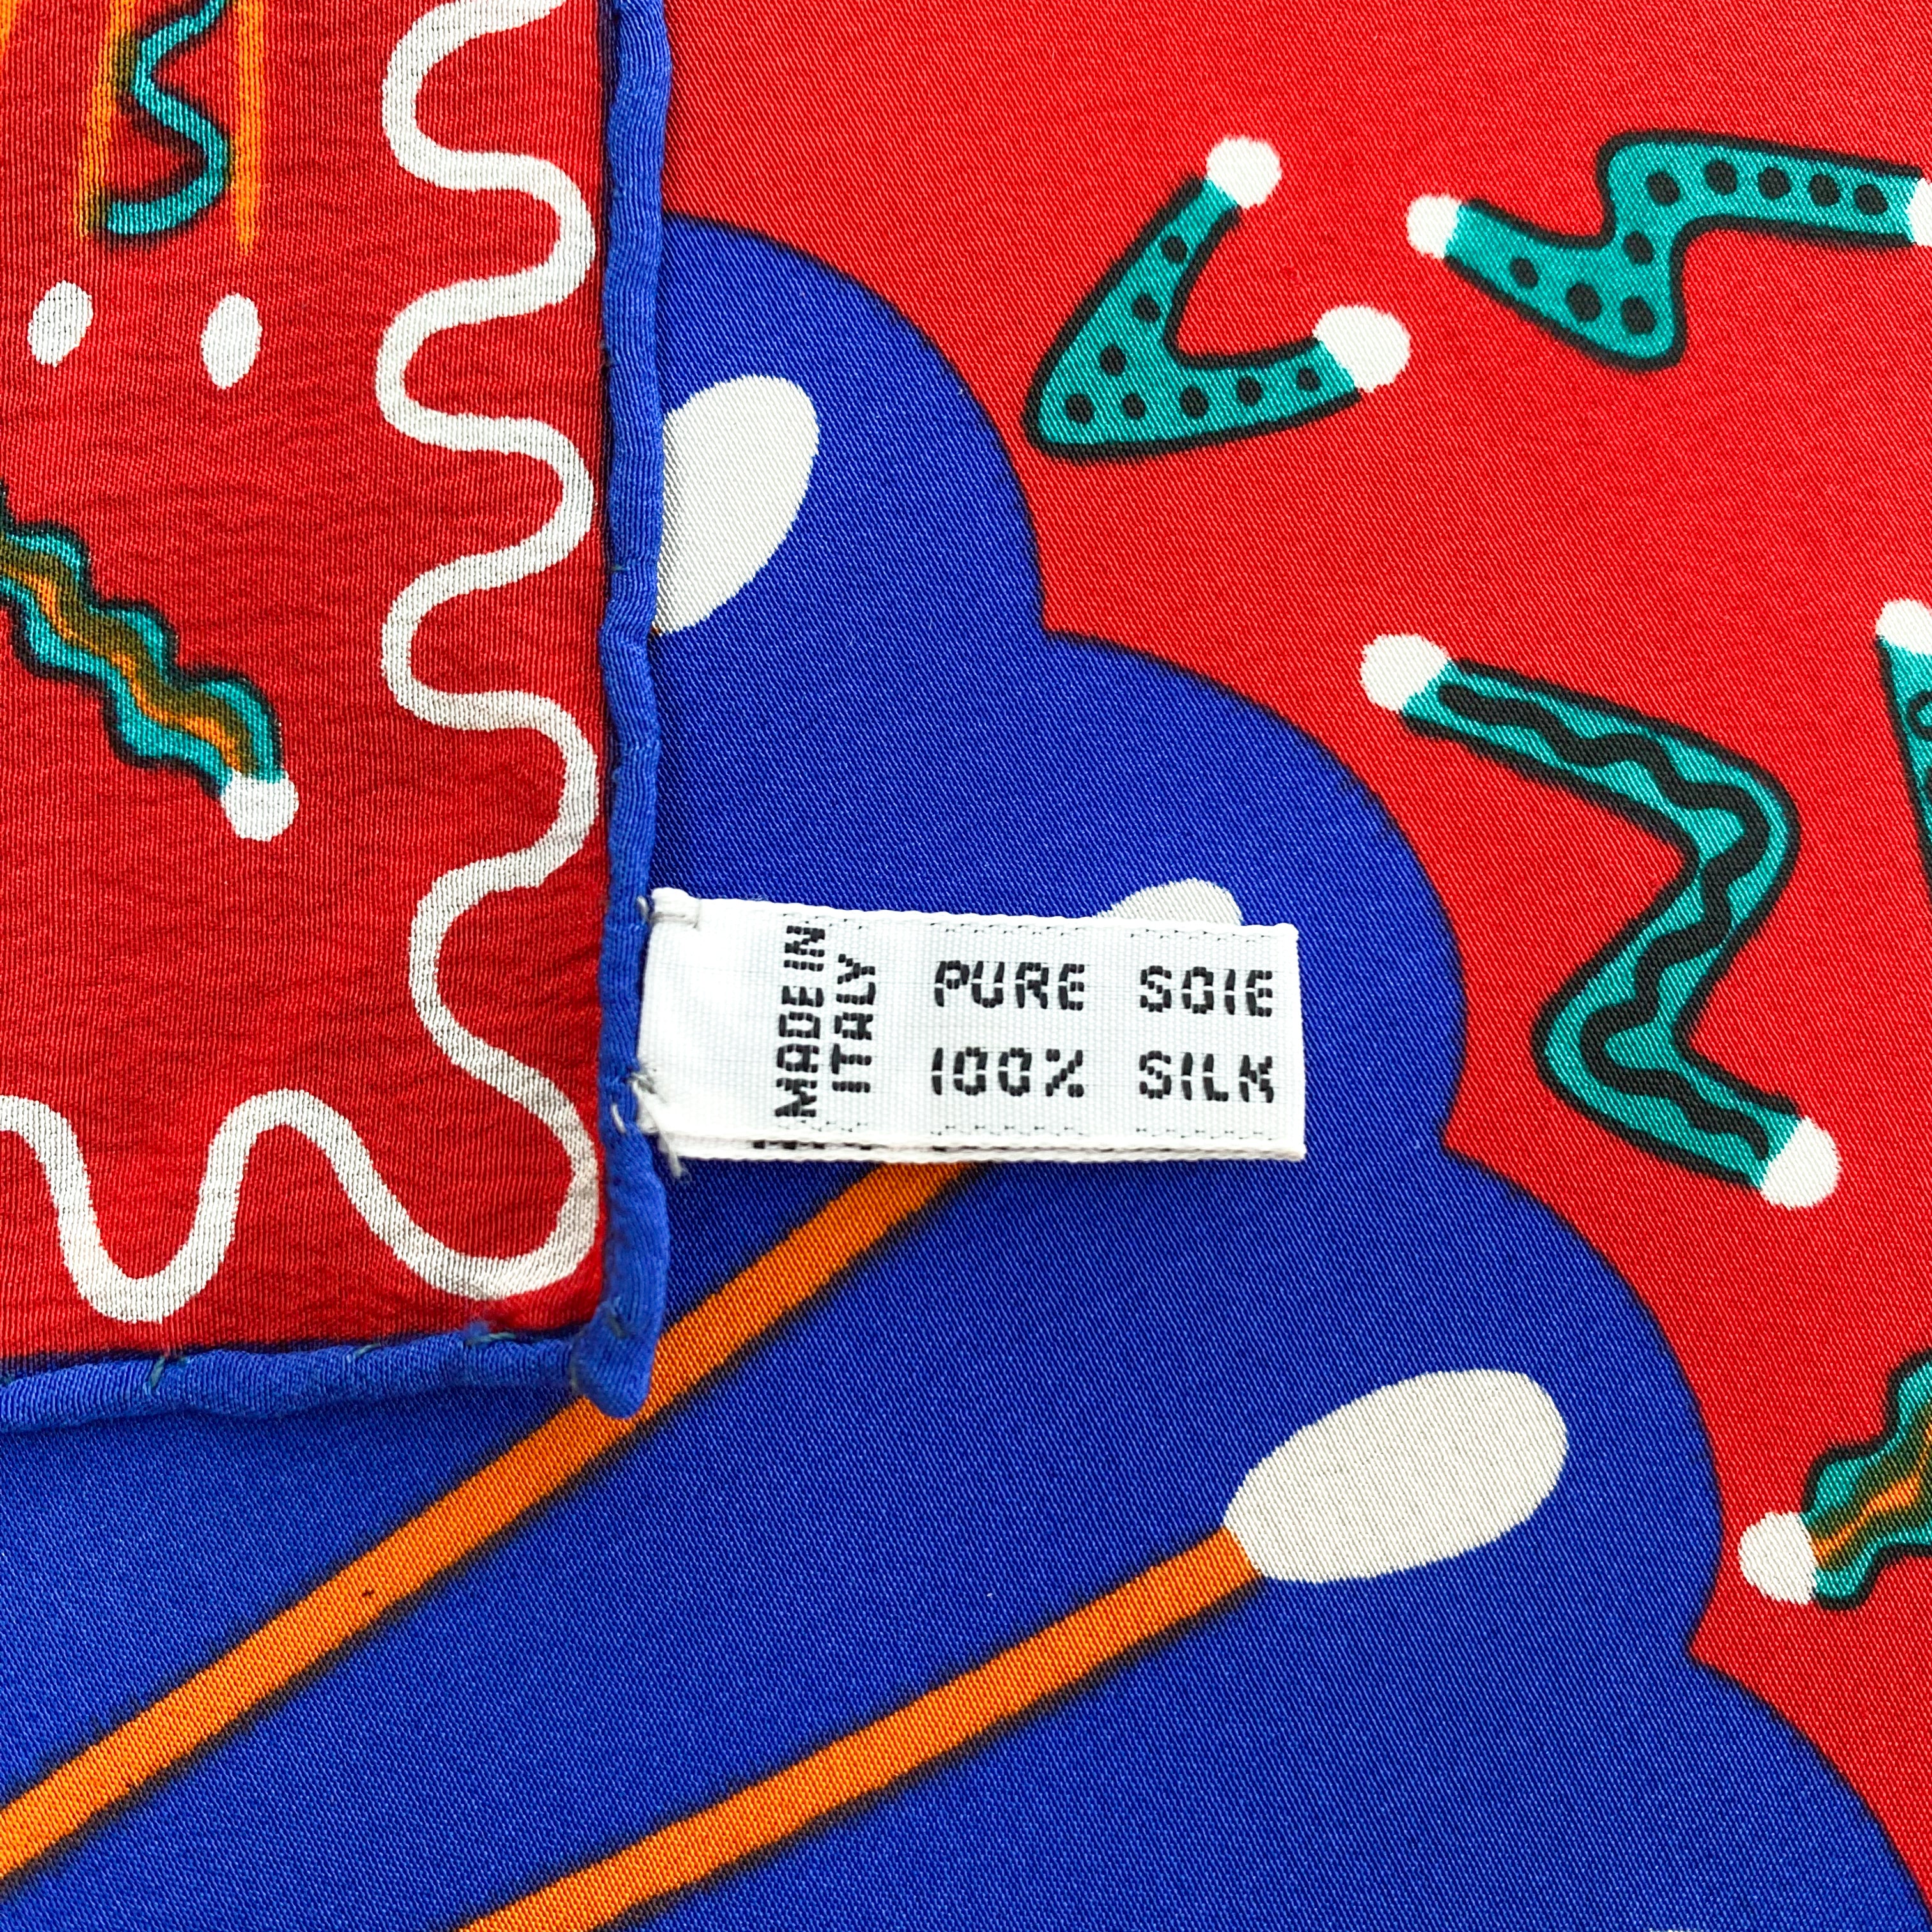 MADE IN
ITALY
PURE SOIE
100% SILK